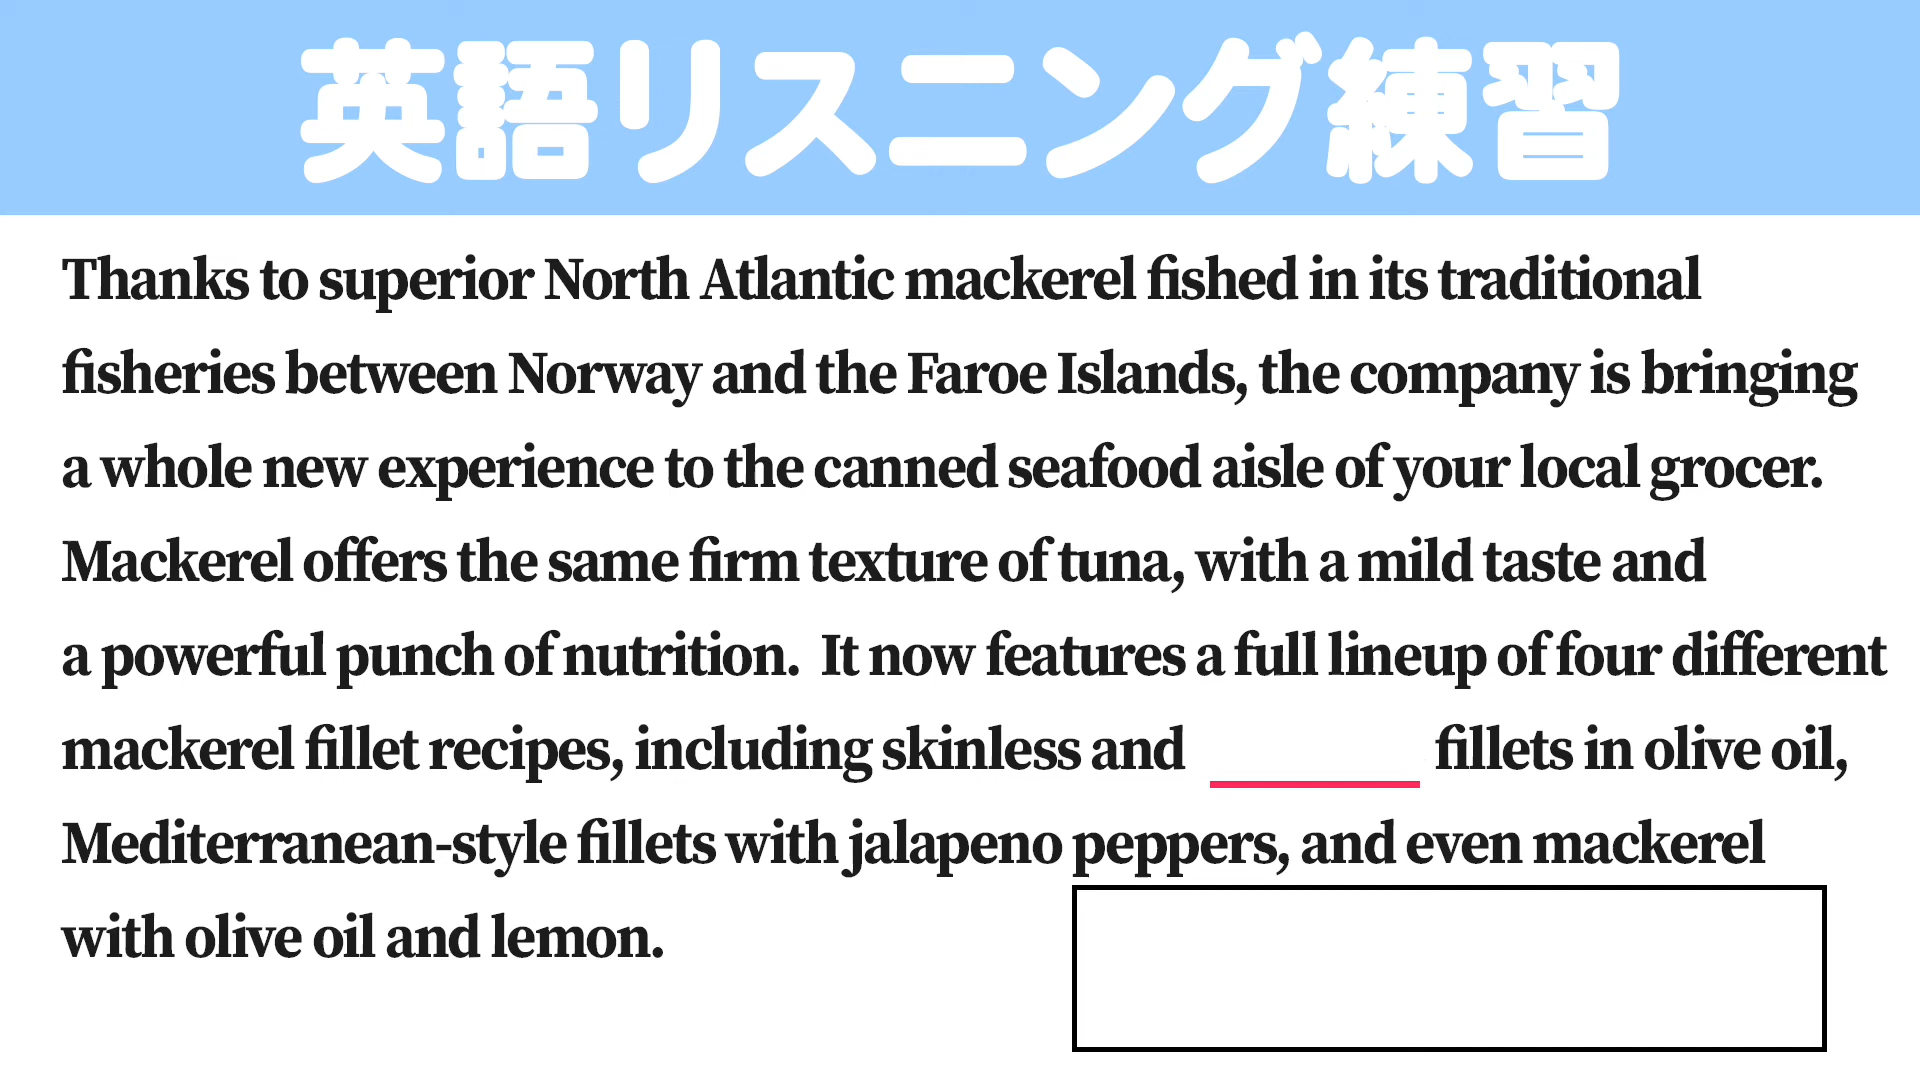 英語リスニング練習
Thanks to superior North Atlantic mackerel fished in its traditional
fisheries between Norway and the Faroe Islands, the company is bringing
a whole new experience to the canned seafood aisle of your local grocer.
Mackerel offers the same firm texture of tuna, with a mild taste and
a powerful punch of nutrition.  It now features a full lineup of four different
mackerel fillet recipes, including skinless and ______ fillets in olive oil,
Mediterranean-style fillets with jalapeno peppers, and even mackerel
with olive oil and lemon.